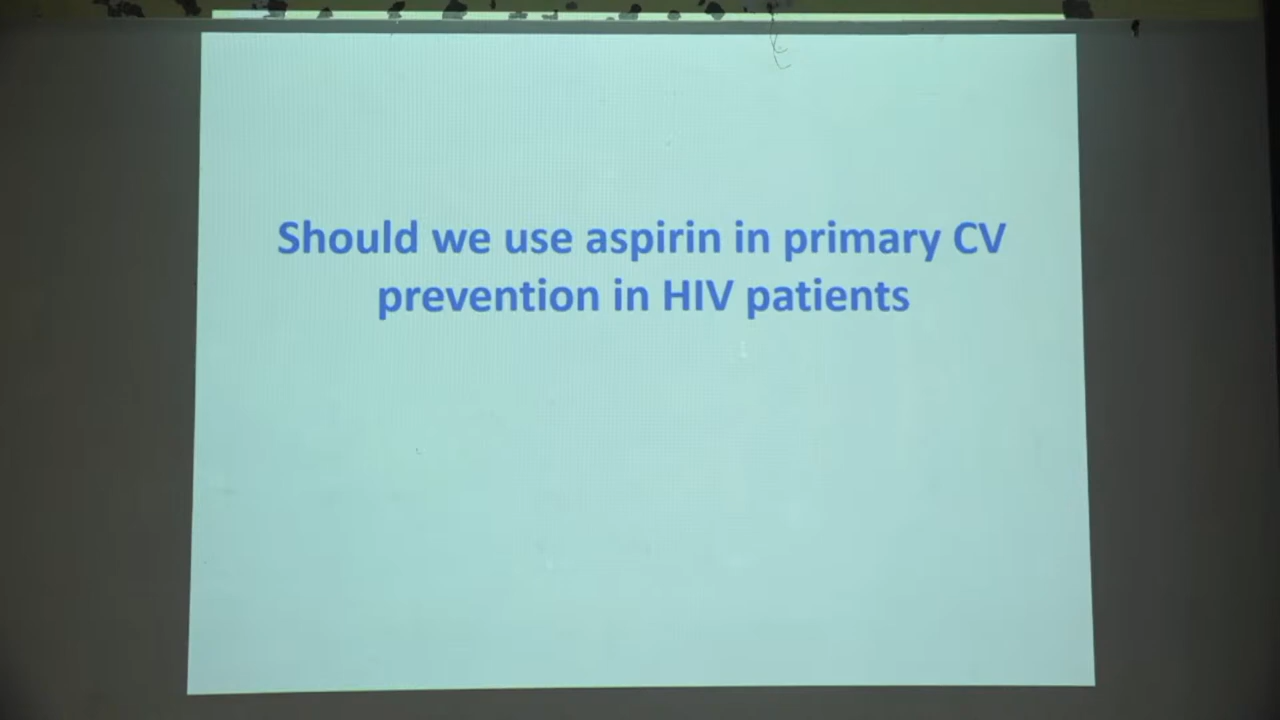 Should we use aspirin in primary CV
prevention in HIV patients